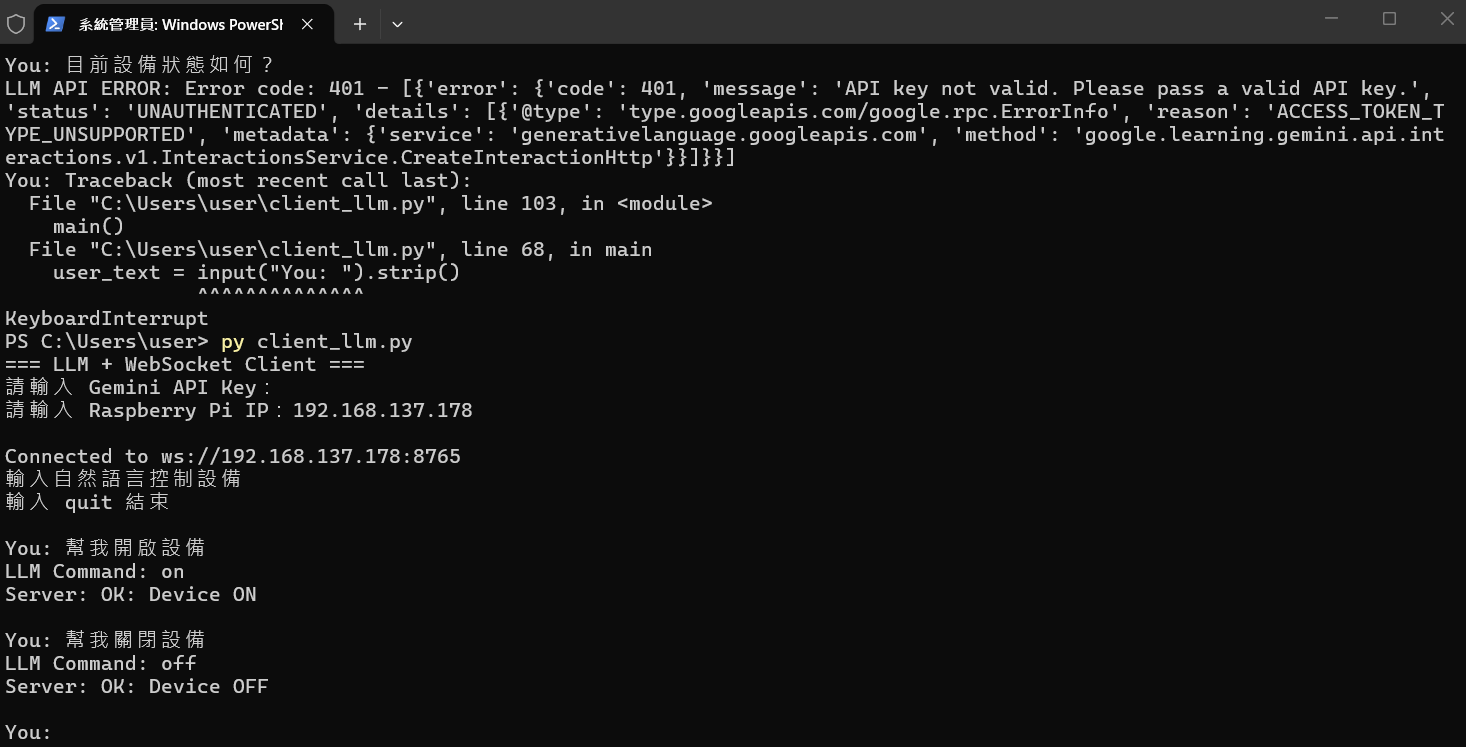 系統管理員: Windows PowerSh
You: 目前設備狀態如何？
LLM API ERROR: Error code: 401 - [{'error': {'code': 401, 'message': 'API key not valid. Please pass a valid API key.',
'status': 'UNAUTHENTICATED', 'details': [{'@type': 'type.googleapis.com/google.rpc.ErrorInfo', 'reason': 'ACCESS_TOKEN_T
YPE_UNSUPPORTED', 'metadata': {'service': 'generativelanguage.googleapis.com', 'method': 'google.learning.gemini.api.int
eractions.v1.InteractionsService.CreateInteractionHttp'}}]}}]
You: Traceback (most recent call last):
  File "C:\Users\user\client_llm.py", line 103, in <module>
    main()
  File "C:\Users\user\client_llm.py", line 68, in main
    user_text = input("You: ").strip()
                ^^^^^^^^^^^^^^
KeyboardInterrupt
PS C:\Users\user> py client_llm.py
=== LLM + WebSocket Client ===
請輸入 Gemini API Key：
請輸入 Raspberry Pi IP：192.168.137.178
Connected to ws://192.168.137.178:8765
輸入自然語言控制設備
輸入 quit 結束
You: 幫我開啟設備
LLM Command: on
Server: OK: Device ON
You: 幫我關閉設備
LLM Command: off
Server: OK: Device OFF
You: